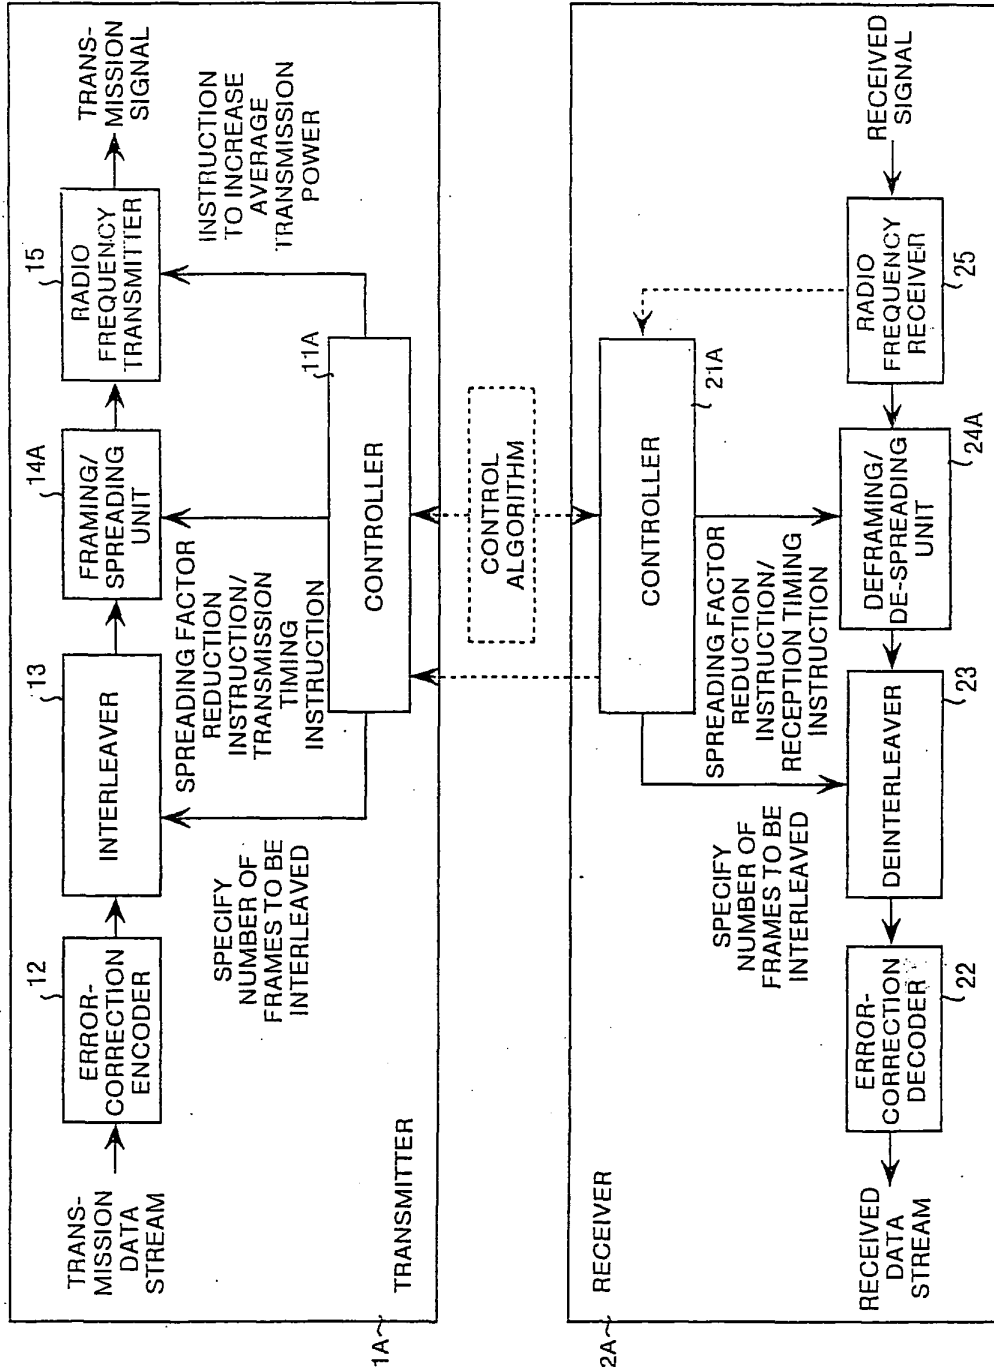 1A
TRANSMITTER
TRANS-
MISSION
DATA
STREAM
12
ERROR-
CORRECTION
ENCODER
13
INTERLEAVER
14A
FRAMING/
SPREADING
UNIT
15
RADIO
FREQUENCY
TRANSMITTER
TRANS-
MISSION
SIGNAL
SPECIFY
NUMBER OF
FRAMES TO BE
INTERLEAVED
SPREADING FACTOR
REDUCTION
INSTRUCTION/
TRANSMISSION
TIMING
INSTRUCTION
INSTRUCTION
TO INCREASE
AVERAGE
TRANSMISSION
POWER
11A
CONTROLLER
CONTROL
ALGORITHM
2A
RECEIVER
CONTROLLER
21A
SPECIFY
NUMBER OF
FRAMES TO BE
INTERLEAVED
SPREADING FACTOR
REDUCTION
INSTRUCTION/
RECEPTION TIMING
INSTRUCTION
RECEIVED
DATA
STREAM
ERROR-
CORRECTION
DECODER
22
DEINTERLEAVER
23
DEFRAMING/
DE-SPREADING
UNIT
24A
RADIO
FREQUENCY
RECEIVER
25
RECEIVED
SIGNAL